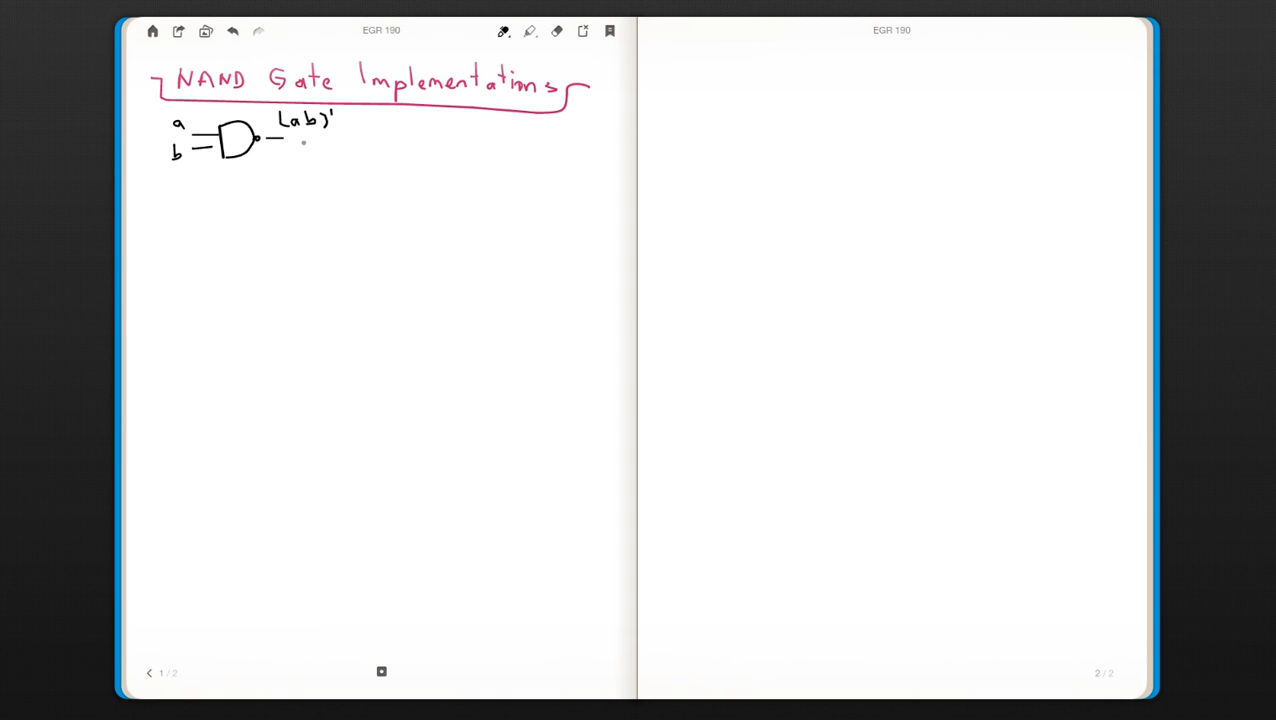 EGR 190
EGR 190
NAND Gate Implementations
a
(ab)'
b
1 / 2
2 / 2